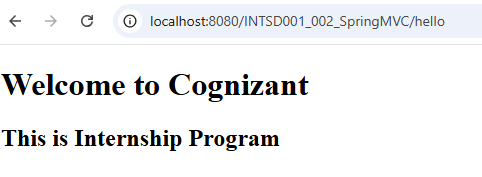 localhost:8080/INTSD001_002_SpringMVC/hello
Welcome to Cognizant
This is Internship Program